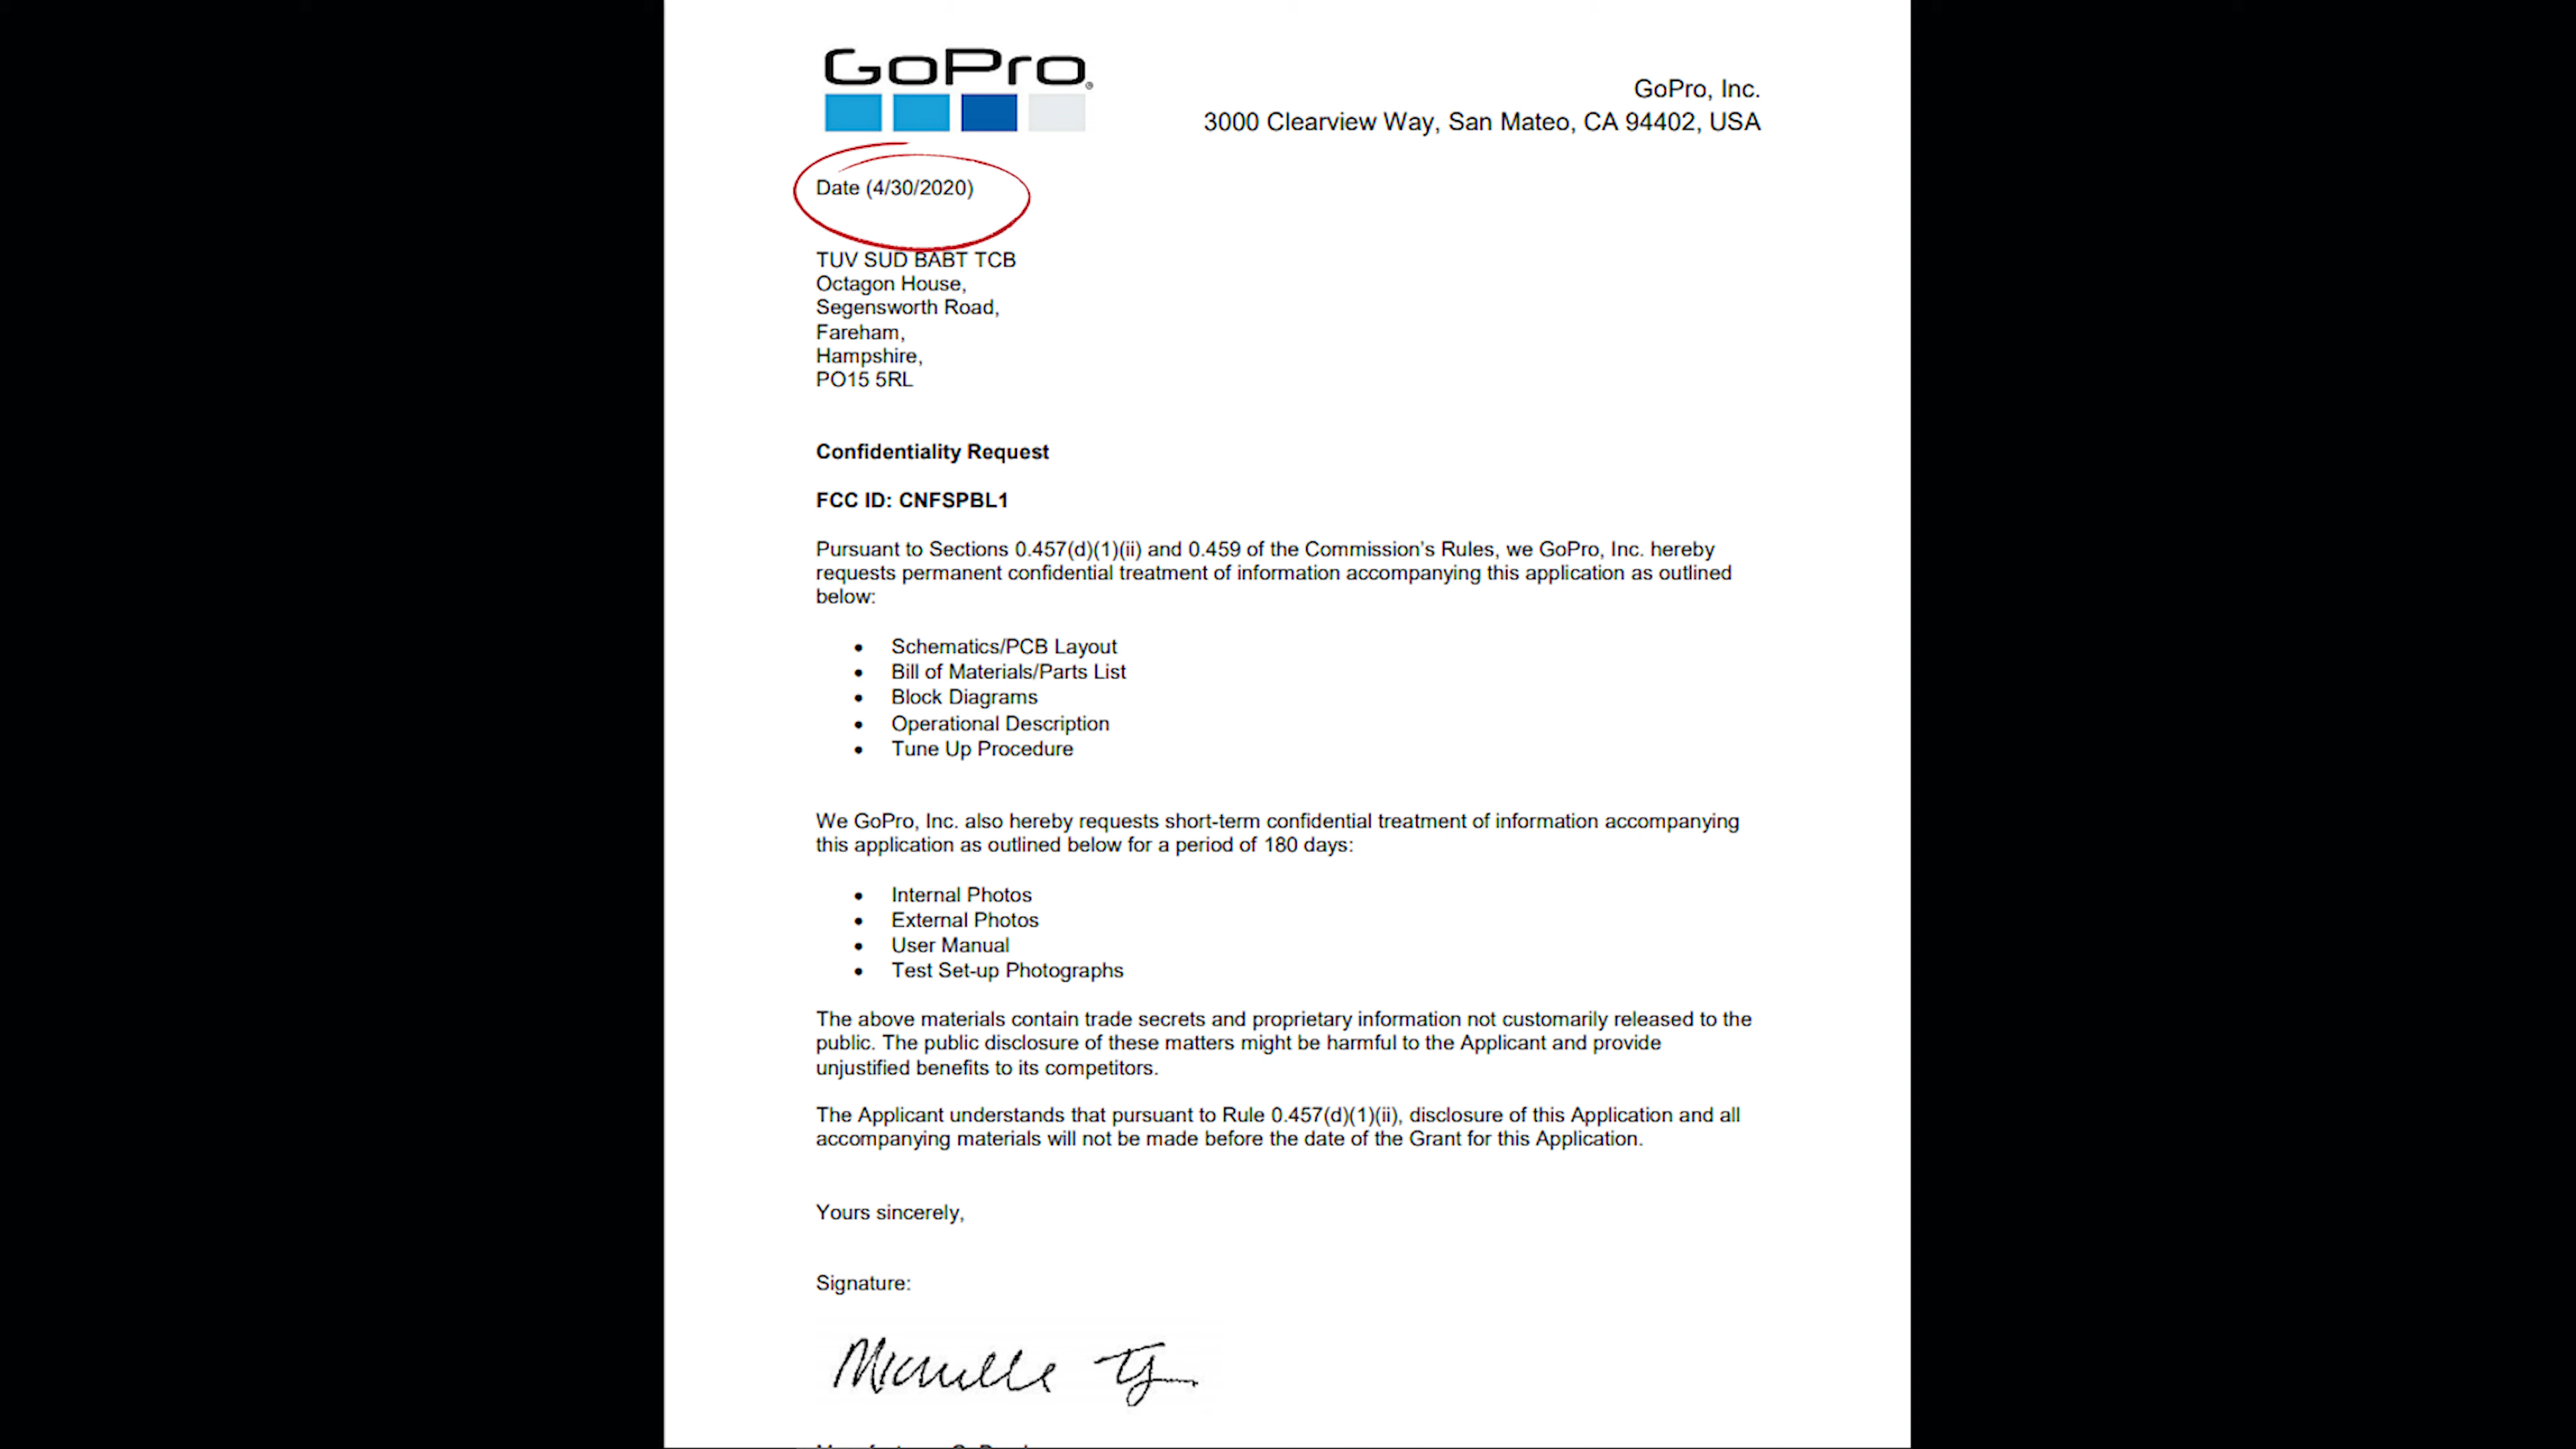 GoPro
GoPro, Inc.
3000 Clearview Way, San Mateo, CA 94402, USA
Date (4/30/2020)
TUV SUD BABT TCB
Octagon House,
Segensworth Road,
Fareham,
Hampshire,
PO15 5RL
Confidentiality Request
FCC ID: CNFSPBL1
Pursuant to Sections 0.457(d)(1)(ii) and 0.459 of the Commission's Rules, we GoPro, Inc. hereby
requests permanent confidential treatment of information accompanying this application as outlined
below:
• Schematics/PCB Layout
• Bill of Materials/Parts List
• Block Diagrams
• Operational Description
• Tune Up Procedure
We GoPro, Inc. also hereby requests short-term confidential treatment of information accompanying
this application as outlined below for a period of 180 days:
• Internal Photos
• External Photos
• User Manual
• Test Set-up Photographs
The above materials contain trade secrets and proprietary information not customarily released to the
public. The public disclosure of these matters might be harmful to the Applicant and provide
unjustified benefits to its competitors.
The Applicant understands that pursuant to Rule 0.457(d)(1)(ii), disclosure of this Application and all
accompanying materials will not be made before the date of the Grant for this Application.
Yours sincerely,
Signature:
Michelle